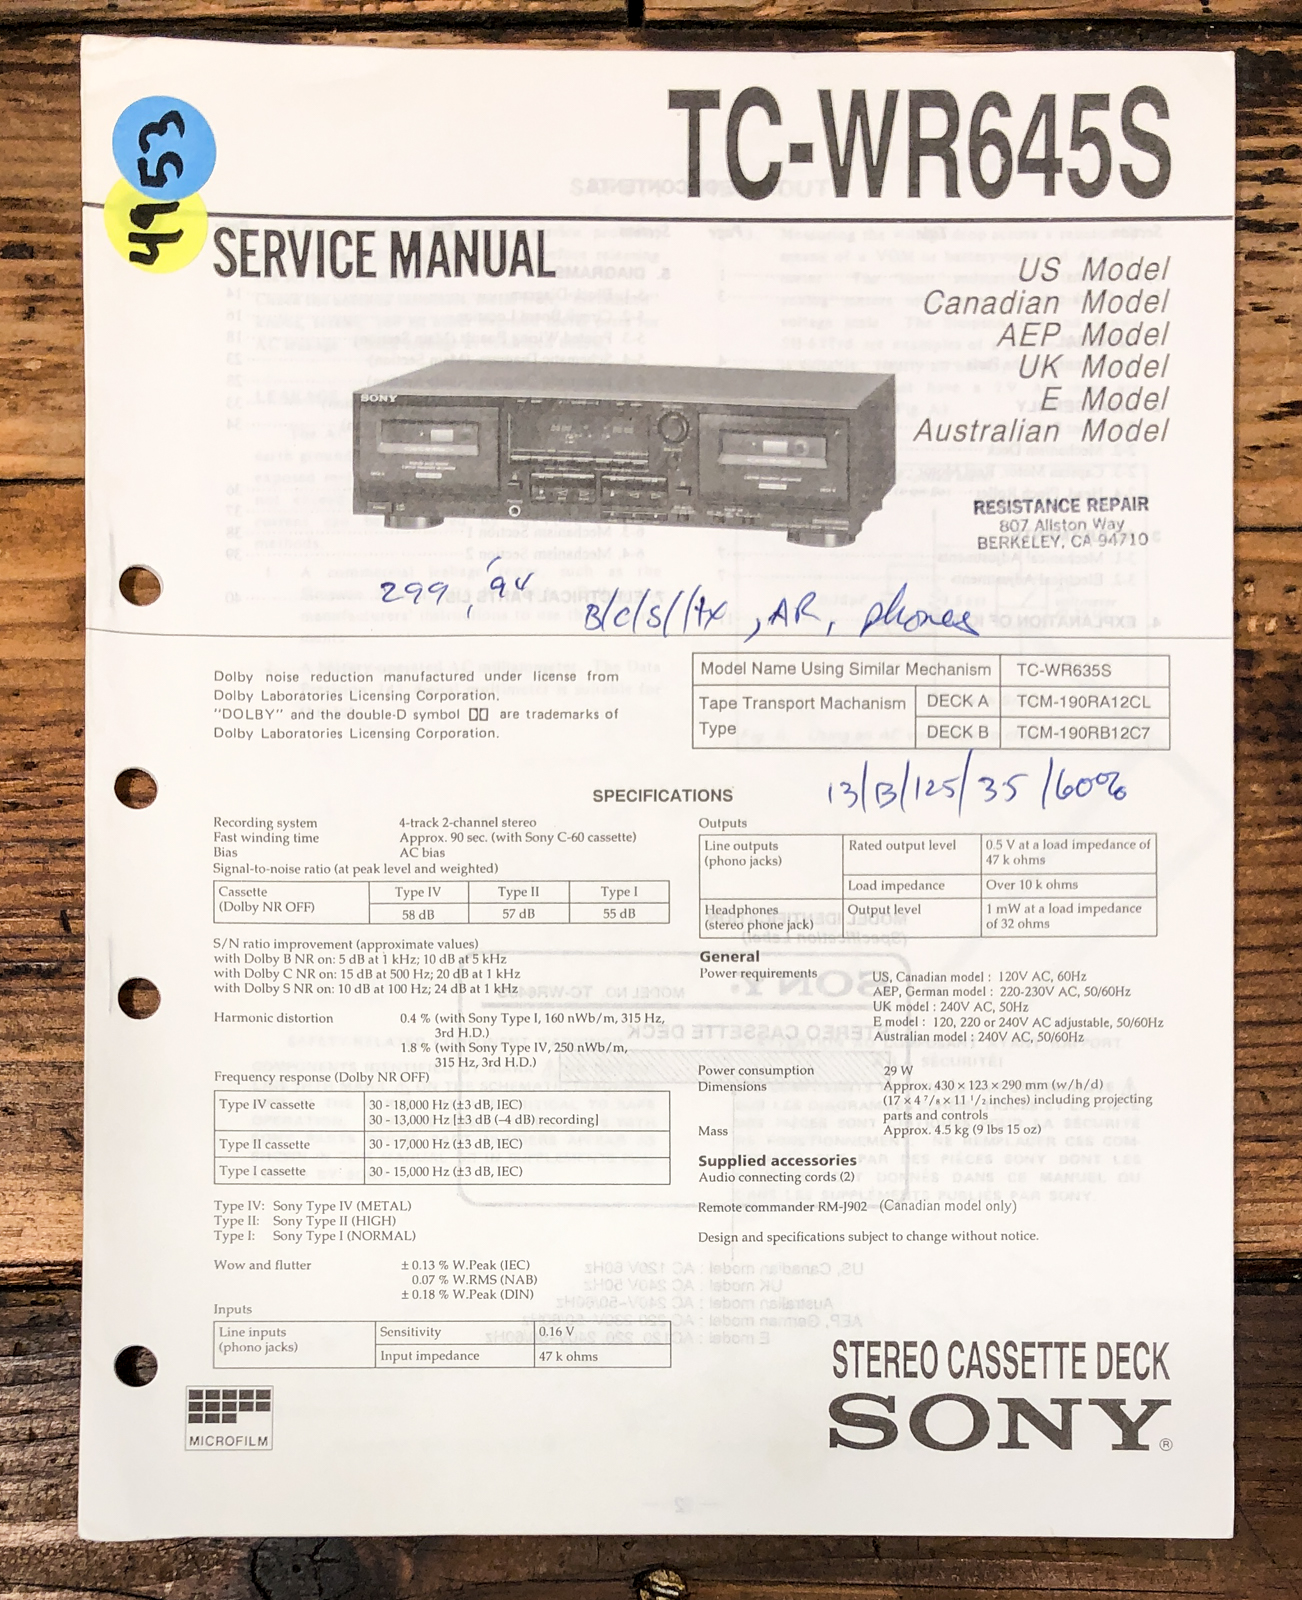 TC-WR645S
4953
SERVICE MANUAL
US Model
Canadian Model
AEP Model
UK Model
E Model
Australian Model
SONY
RESISTANCE REPAIR
807 Allston Way
BERKELEY, CA 94710
299, '94
B/C/S//tx, AR, phones
Dolby noise reduction manufactured under license from
Dolby Laboratories Licensing Corporation.
"DOLBY" and the double-D symbol are trademarks of
Dolby Laboratories Licensing Corporation.
Model Name Using Similar Mechanism TC-WR635S
Tape Transport Machanism Type DECK A TCM-190RA12CL
DECK B TCM-190RB12C7
13/B/125/35/60%
SPECIFICATIONS
Recording system 4-track 2-channel stereo
Fast winding time Approx. 90 sec. (with Sony C-60 cassette)
Bias AC bias
Signal-to-noise ratio (at peak level and weighted)
Cassette (Dolby NR OFF) Type IV Type II Type I
58 dB 57 dB 55 dB
S/N ratio improvement (approximate values)
with Dolby B NR on: 5 dB at 1 kHz; 10 dB at 5 kHz
with Dolby C NR on: 15 dB at 500 Hz; 20 dB at 1 kHz
with Dolby S NR on: 10 dB at 100 Hz; 24 dB at 1 kHz
Harmonic distortion 0.4 % (with Sony Type I, 160 nWb/m, 315 Hz,
3rd H.D.)
1.8 % (with Sony Type IV, 250 nWb/m,
315 Hz, 3rd H.D.)
Frequency response (Dolby NR OFF)
Type IV cassette 30 - 18,000 Hz (±3 dB, IEC)
30 - 13,000 Hz [±3 dB (–4 dB) recording]
Type II cassette 30 - 17,000 Hz (±3 dB, IEC)
Type I cassette 30 - 15,000 Hz (±3 dB, IEC)
Type IV: Sony Type IV (METAL)
Type II: Sony Type II (HIGH)
Type I: Sony Type I (NORMAL)
Wow and flutter ± 0.13 % W.Peak (IEC)
0.07 % W.RMS (NAB)
± 0.18 % W.Peak (DIN)
Inputs
Line inputs (phono jacks) Sensitivity 0.16 V
Input impedance 47 k ohms
MICROFILM
Outputs
Line outputs (phono jacks) Rated output level 0.5 V at a load impedance of 47 k ohms
Load impedance Over 10 k ohms
Headphones (stereo phone jack) Output level 1 mW at a load impedance of 32 ohms
General
Power requirements US, Canadian model : 120V AC, 60Hz
AEP, German model : 220-230V AC, 50/60Hz
UK model : 240V AC, 50Hz
E model : 120, 220 or 240V AC adjustable, 50/60Hz
Australian model : 240V AC, 50/60Hz
Power consumption 29 W
Dimensions Approx. 430 × 123 × 290 mm (w/h/d)
(17 × 4 7/8 × 11 1/2 inches) including projecting
parts and controls
Mass Approx. 4.5 kg (9 lbs 15 oz)
Supplied accessories
Audio connecting cords (2)
Remote commander RM-J902 (Canadian model only)
Design and specifications subject to change without notice.
STEREO CASSETTE DECK
SONY®